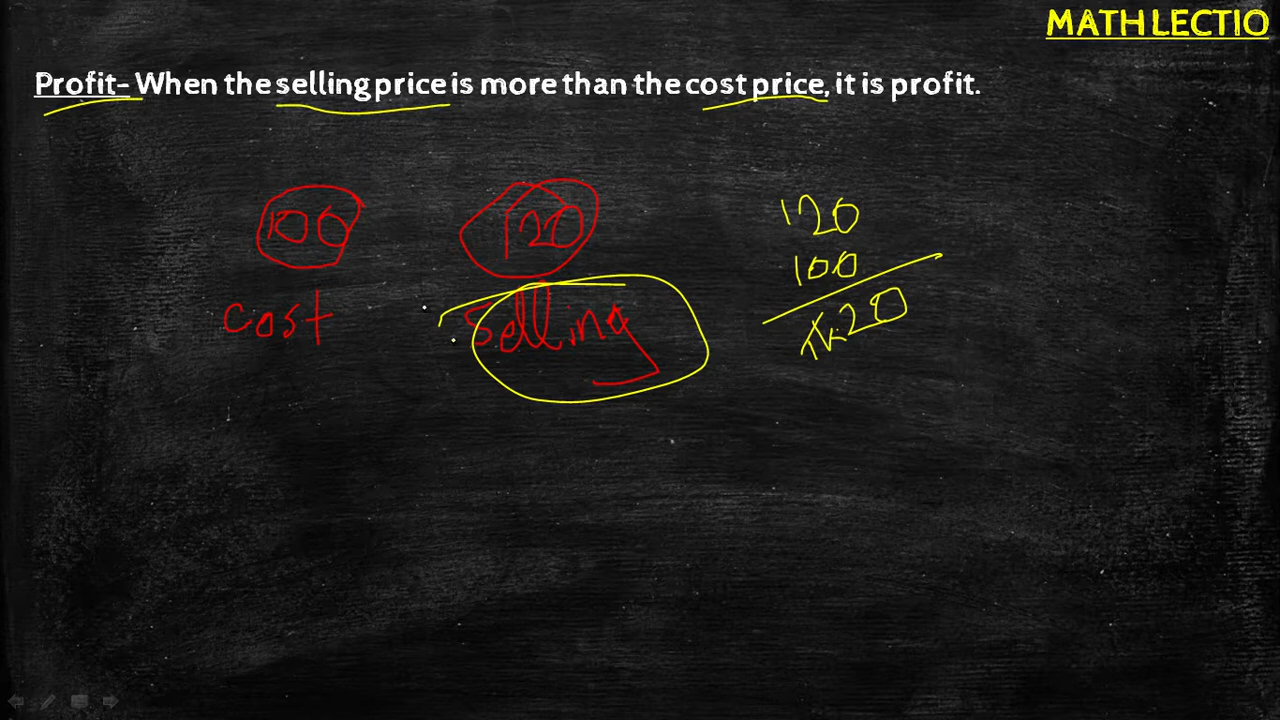 MATH LECTIO
Profit- When the selling price is more than the cost price, it is profit.
100 120
cost selling
120
100
20